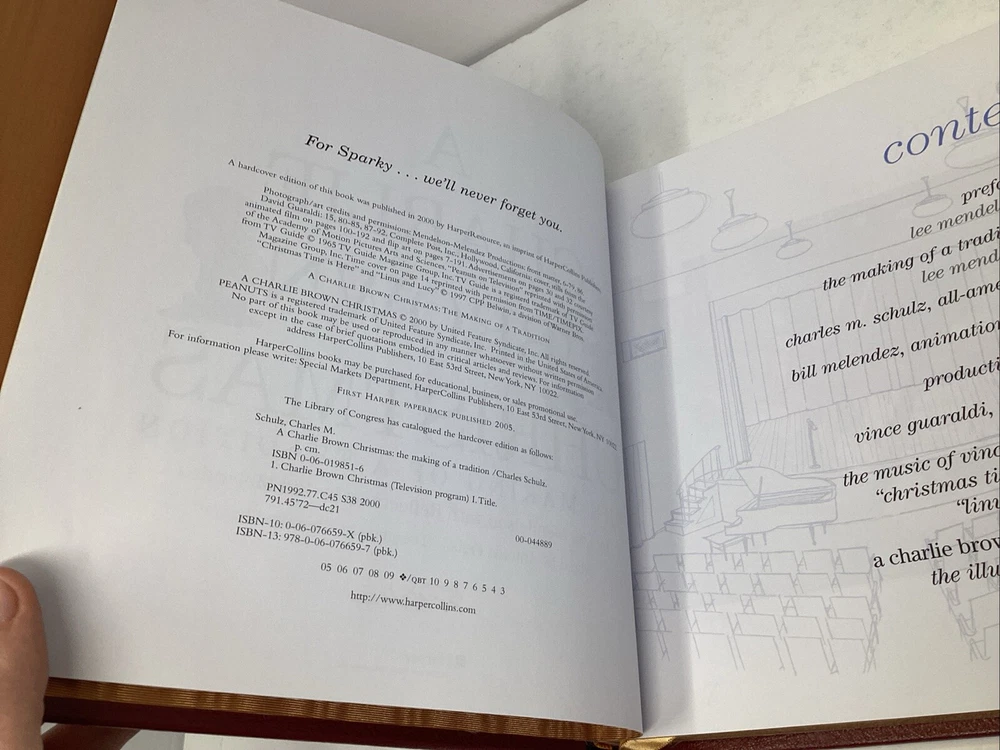 For Sparky . . . we'll never forget you.
A hardcover edition of this book was published in 2000 by HarperResource, an imprint of HarperCollins Publishers.
Photograph/art credits and permissions: Mendelson-Melendez Productions: front map, 6-79, 86
David Guaraldi: 15, 80-85, 87-92. Complete Post, Inc., Hollywood, California: cover, stills from the
animated film on pages 100-192 and flip art on pages 7-191. Advertisements on pages 30 and 32 courtesy
of the Academy of Motion Pictures Arts and Sciences. "Peanuts on Television" reprinted with permission
from TV Guide © 1965 TV Guide Magazine Group, Inc. TV Guide is a registered trademark of TV Guide
Magazine Group, Inc. Time cover on page 14 reprinted with permission from TIME/TIMEPIX.
"Christmas Time is Here" and "Linus and Lucy" © 1997 CPP Belwin, a division of Warner Bros.
A CHARLIE BROWN CHRISTMAS: THE MAKING OF A TRADITION
A CHARLIE BROWN CHRISTMAS © 2000 by United Feature Syndicate, Inc. All rights reserved.
PEANUTS is a registered trademark of United Feature Syndicate, Inc. Printed in the United States of America.
No part of this book may be used or reproduced in any manner whatsoever without written permission
except in the case of brief quotations embodied in critical articles and reviews. For information
address HarperCollins Publishers, 10 East 53rd Street, New York, NY 10022.
HarperCollins books may be purchased for educational, business, or sales promotional use.
For information please write: Special Markets Department, HarperCollins Publishers, 10 East 53rd Street, New York, NY 10022.
FIRST HARPER PAPERBACK PUBLISHED 2005.
The Library of Congress has catalogued the hardcover edition as follows:
Schulz, Charles M.
A Charlie Brown Christmas: the making of a tradition /Charles Schulz.
p. cm.
ISBN 0-06-019851-6
1. Charlie Brown Christmas (Television program) I. Title.
PN1992.77.C45 S38 2000
791.45'72—dc21
00-044889
ISBN-10: 0-06-076659-X (pbk.)
ISBN-13: 978-0-06-076659-7 (pbk.)
05 06 07 08 09 ❖/QBT 10 9 8 7 6 5 4 3
http://www.harpercollins.com
conte
prefa
lee mendel
the making of a tradi
lee mend
charles m. schulz, all-ame
bill melendez, animation
producti
vince guaraldi,
the music of vinc
"christmas ti
"linu
a charlie brow
the illu